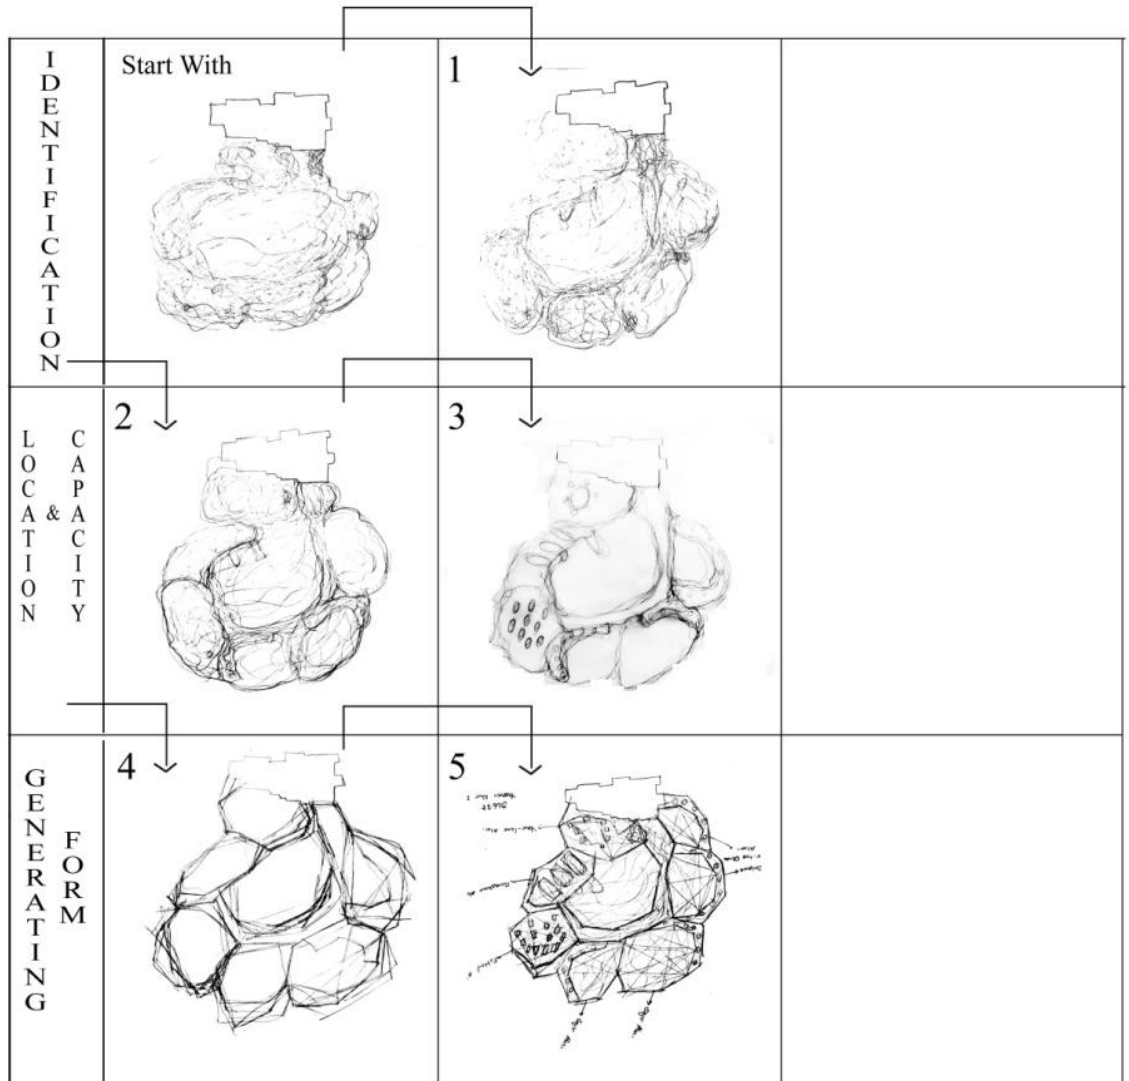 IDENTIFICATION
Start With
1
LOCATION
&
CAPACITY
2
3
GENERATING
FORM
4
5